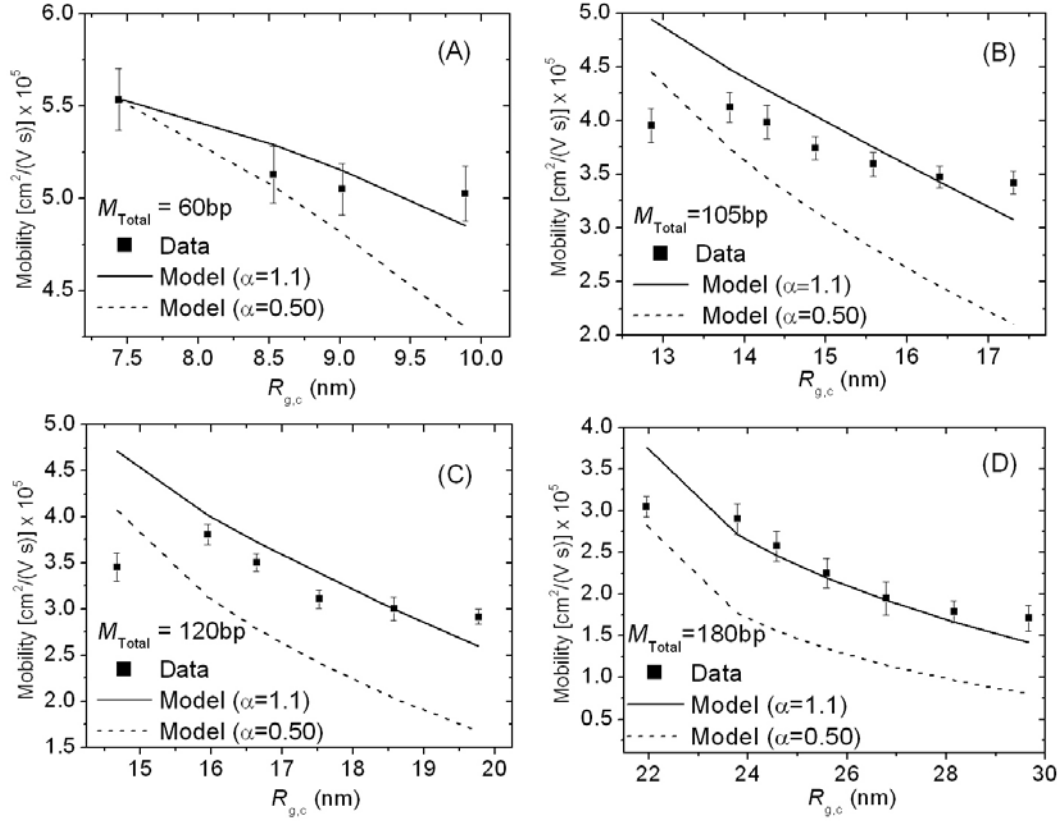 (A)
Mobility [cm²/(V s)] x 10⁵
6.0
5.5
5.0
4.5
M_Total = 60bp
Data
Model (α=1.1)
Model (α=0.50)
7.5 8.0 8.5 9.0 9.5 10.0
R_g,c (nm)
(B)
Mobility [cm²/(V s)] x 10⁵
5.0
4.5
4.0
3.5
3.0
2.5
2.0
M_Total=105bp
Data
Model (α=1.1)
Model (α=0.50)
13 14 15 16 17
R_g,c (nm)
(C)
Mobility [cm²/(V s)] x 10⁵
5.0
4.5
4.0
3.5
3.0
2.5
2.0
1.5
M_Total = 120bp
Data
Model (α=1.1)
Model (α=0.50)
15 16 17 18 19 20
R_g,c (nm)
(D)
Mobility [cm²/(V s)] x 10⁵
4.0
3.5
3.0
2.5
2.0
1.5
1.0
0.5
M_Total=180bp
Data
Model (α=1.1)
Model (α=0.50)
22 24 26 28 30
R_g,c (nm)